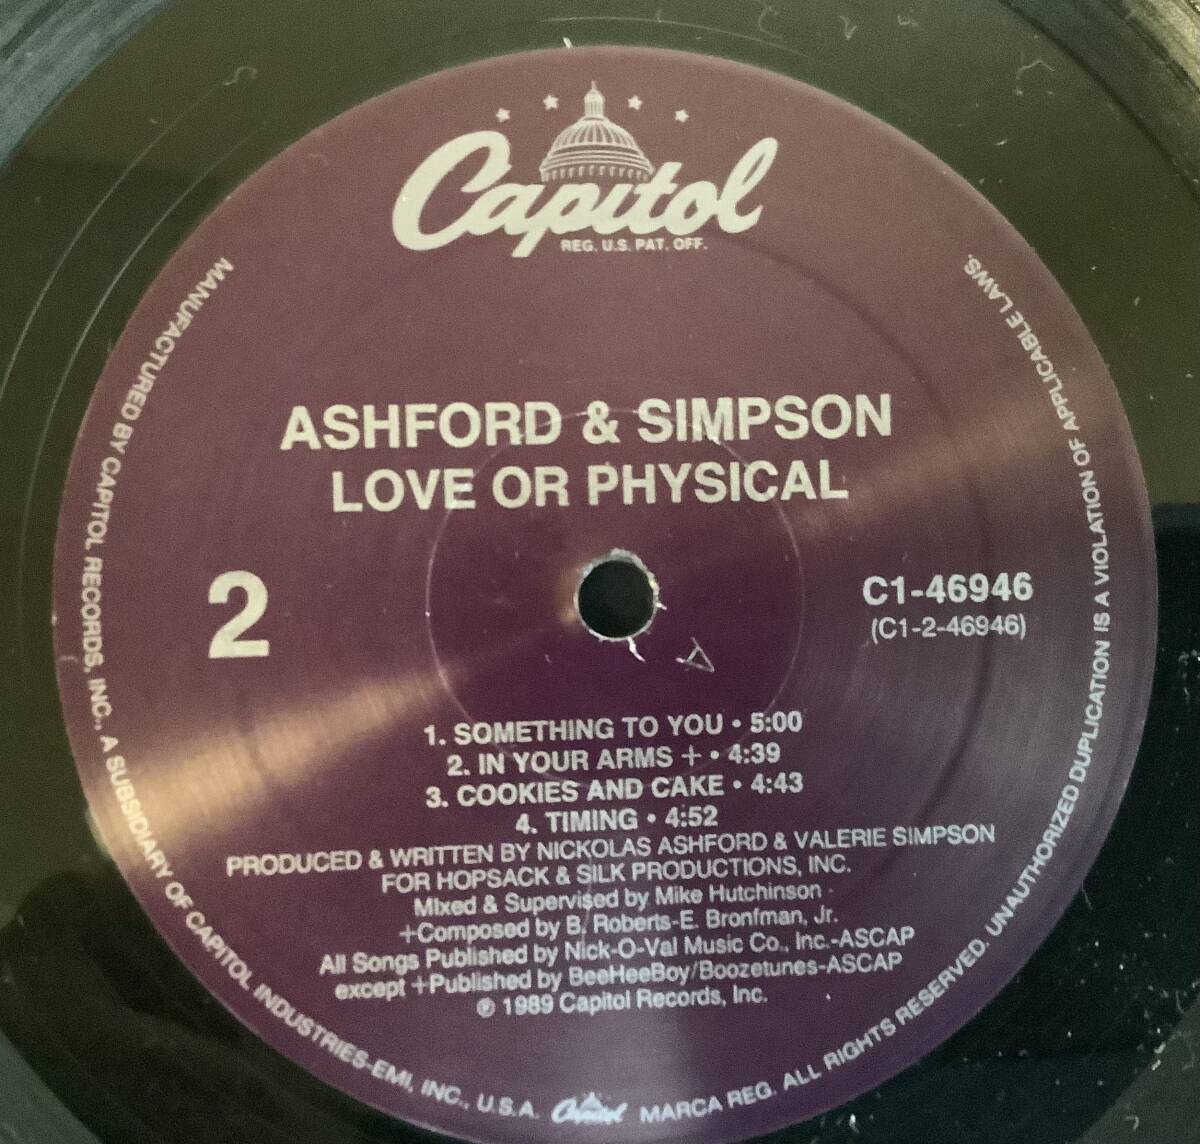 Capitol
REG. U.S. PAT. OFF.
ASHFORD & SIMPSON
LOVE OR PHYSICAL
2
C1-46946
(C1-2-46946)
1. SOMETHING TO YOU • 5:00
2. IN YOUR ARMS + • 4:39
3. COOKIES AND CAKE • 4:43
4. TIMING • 4:52
PRODUCED & WRITTEN BY NICKOLAS ASHFORD & VALERIE SIMPSON
FOR HOPSACK & SILK PRODUCTIONS, INC.
Mixed & Supervised by Mike Hutchinson
+Composed by B. Roberts-E. Bronfman, Jr.
All Songs Published by Nick-O-Val Music Co., Inc.-ASCAP
except +Published by BeeHeeBoy/Boozetunes-ASCAP
℗ 1989 Capitol Records, Inc.
MANUFACTURED BY CAPITOL RECORDS, INC., A SUBSIDIARY OF CAPITOL INDUSTRIES-EMI, INC., U.S.A. Capitol MARCA REG. ALL RIGHTS RESERVED. UNAUTHORIZED DUPLICATION IS A VIOLATION OF APPLICABLE LAWS.